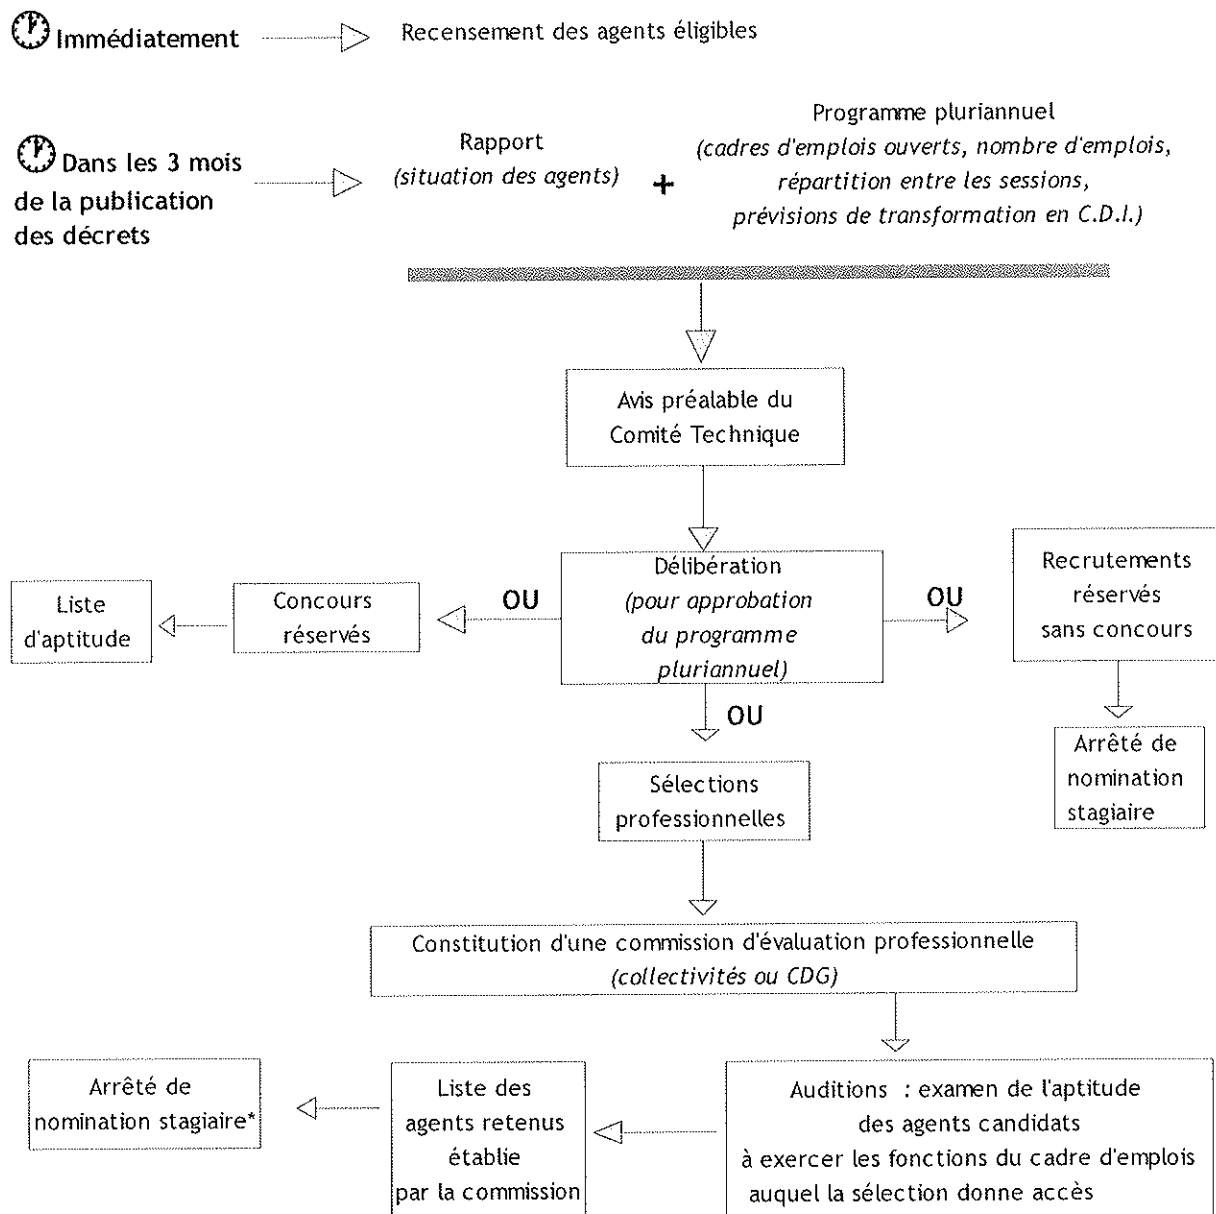 Immédiatement
Recensement des agents éligibles
Dans les 3 mois
de la publication
des décrets
Rapport
(situation des agents)
+
Programme pluriannuel
(cadres d'emplois ouverts, nombre d'emplois,
répartition entre les sessions,
prévisions de transformation en C.D.I.)
Avis préalable du
Comité Technique
Délibération
(pour approbation
du programme
pluriannuel)
OU
Concours
réservés
Liste
d'aptitude
OU
Recrutements
réservés
sans concours
Arrêté de
nomination
stagiaire
OU
Sélections
professionnelles
Constitution d'une commission d'évaluation professionnelle
(collectivités ou CDG)
Auditions : examen de l'aptitude
des agents candidats
à exercer les fonctions du cadre d'emplois
auquel la sélection donne accès
Liste des
agents retenus
établie
par la commission
Arrêté de
nomination stagiaire*